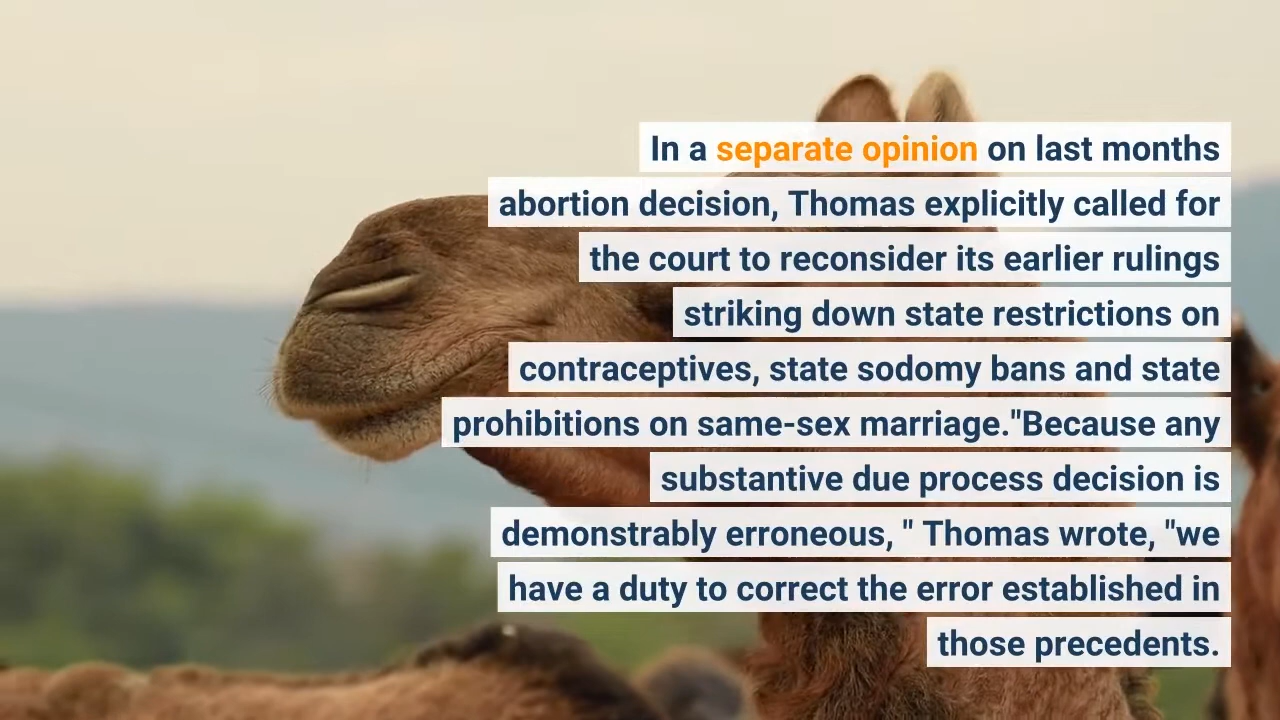 In a separate opinion on last months
abortion decision, Thomas explicitly called for
the court to reconsider its earlier rulings
striking down state restrictions on
contraceptives, state sodomy bans and state
prohibitions on same-sex marriage."Because any
substantive due process decision is
demonstrably erroneous, " Thomas wrote, "we
have a duty to correct the error established in
those precedents.